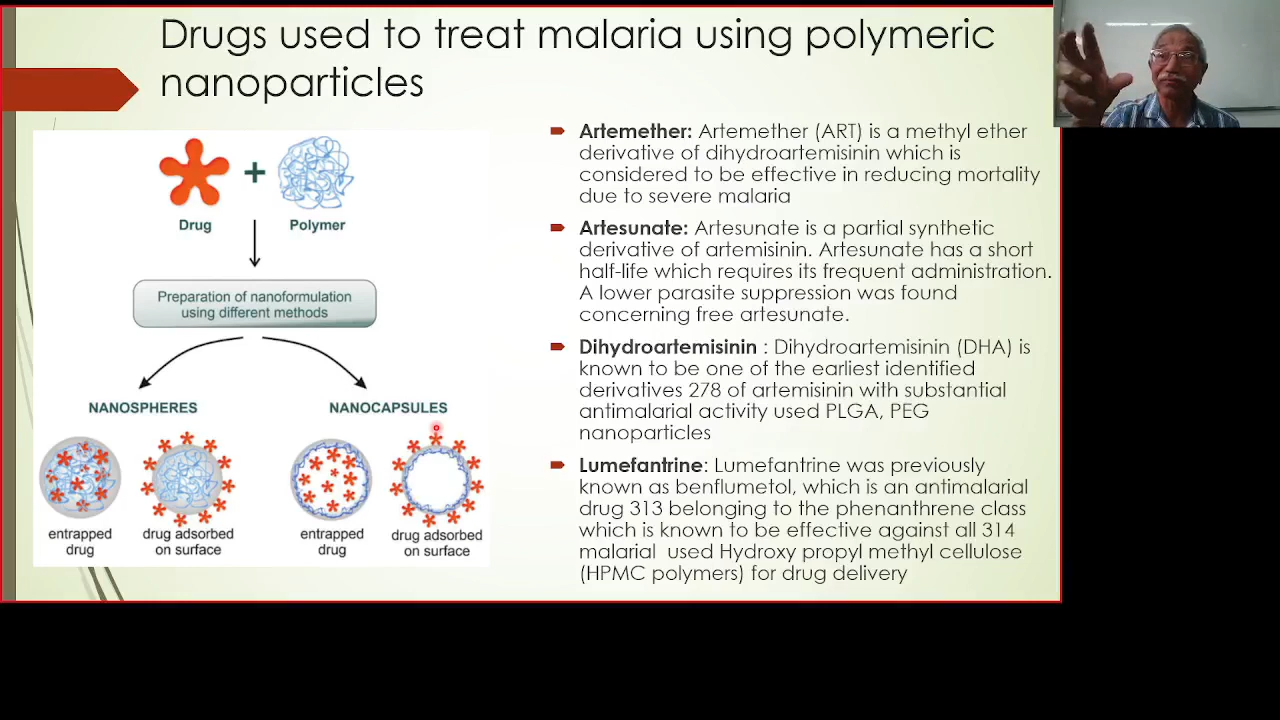 Drugs used to treat malaria using polymeric
nanoparticles
Drug
+
Polymer
Preparation of nanoformulation
using different methods
NANOSPHERES
NANOCAPSULES
entrapped
drug
drug adsorbed
on surface
entrapped
drug
drug adsorbed
on surface
Artemether: Artemether (ART) is a methyl ether
derivative of dihydroartemisinin which is
considered to be effective in reducing mortality
due to severe malaria
Artesunate: Artesunate is a partial synthetic
derivative of artemisinin. Artesunate has a short
half-life which requires its frequent administration.
A lower parasite suppression was found
concerning free artesunate.
Dihydroartemisinin : Dihydroartemisinin (DHA) is
known to be one of the earliest identified
derivatives 278 of artemisinin with substantial
antimalarial activity used PLGA, PEG
nanoparticles
Lumefantrine: Lumefantrine was previously
known as benflumetol, which is an antimalarial
drug 313 belonging to the phenanthrene class
which is known to be effective against all 314
malarial used Hydroxy propyl methyl cellulose
(HPMC polymers) for drug delivery